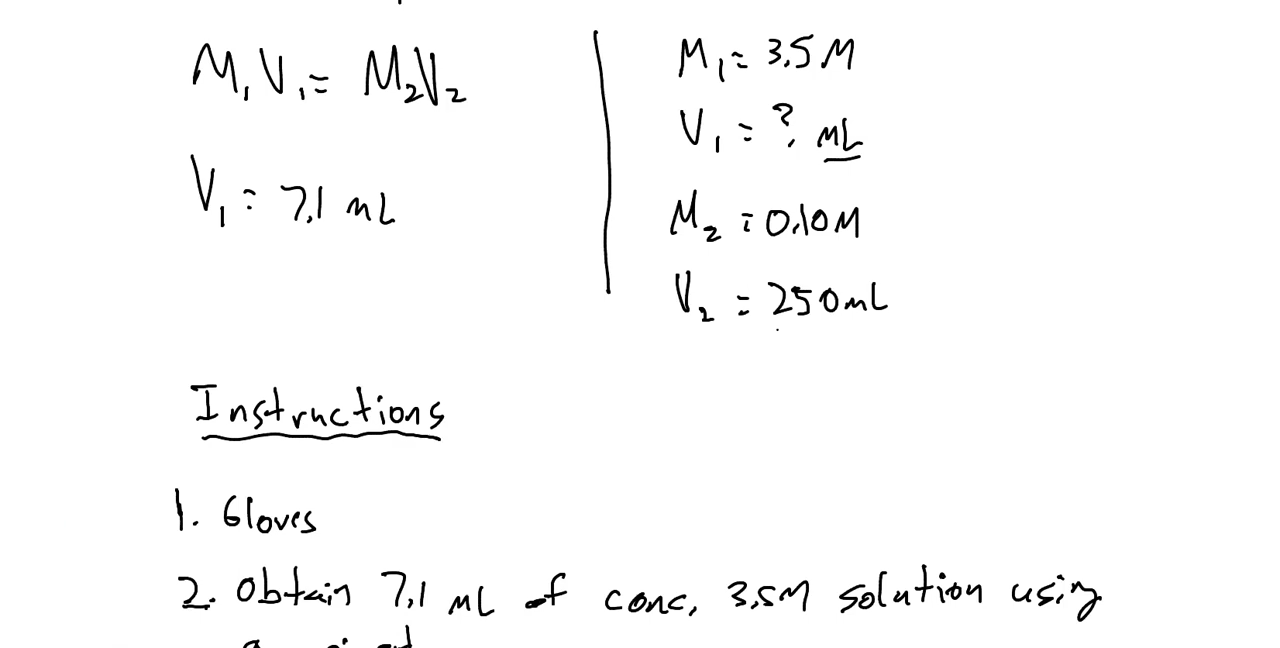 M₁V₁ = M₂V₂
V₁ = 7.1 mL
M₁ = 3.5 M
V₁ = ? mL
M₂ = 0.10 M
V₂ = 250 mL
Instructions
1. Gloves
2. Obtain 7.1 mL of conc. 3.5M solution using
a